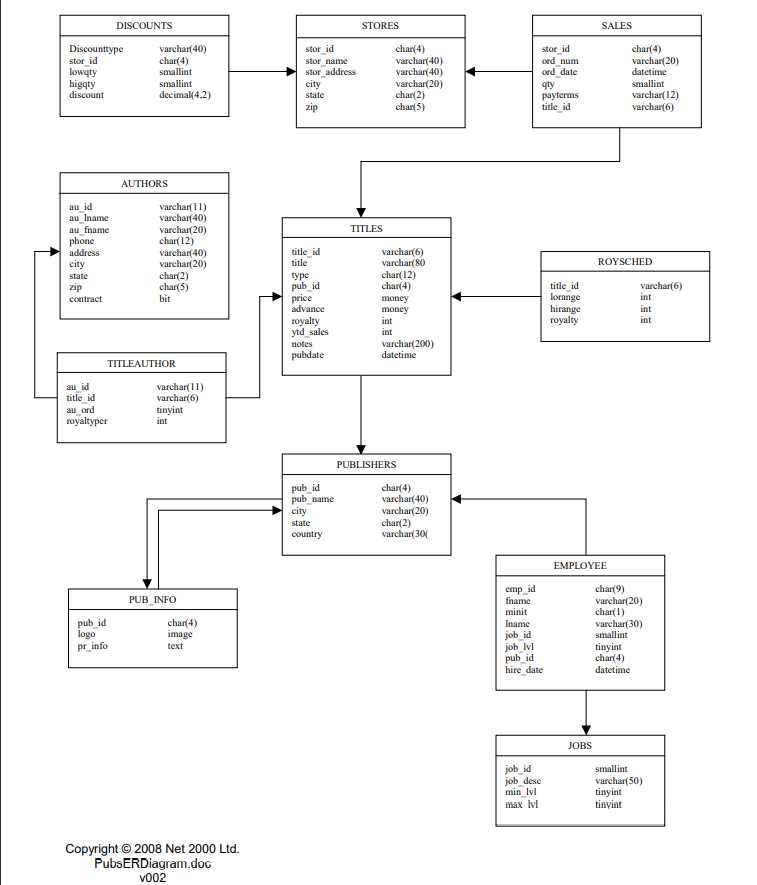 DISCOUNTS
Discounttype varchar(40)
stor_id char(4)
lowqty smallint
higqty smallint
discount decimal(4,2)
STORES
stor_id char(4)
stor_name varchar(40)
stor_address varchar(40)
city varchar(20)
state char(2)
zip char(5)
SALES
stor_id char(4)
ord_num varchar(20)
ord_date datetime
qty smallint
payterms varchar(12)
title_id varchar(6)
AUTHORS
au_id varchar(11)
au_lname varchar(40)
au_fname varchar(20)
phone char(12)
address varchar(40)
city varchar(20)
state char(2)
zip char(5)
contract bit
TITLES
title_id varchar(6)
title varchar(80
type char(12)
pub_id char(4)
price money
advance money
royalty int
ytd_sales int
notes varchar(200)
pubdate datetime
ROYSCHED
title_id varchar(6)
lorange int
hirange int
royalty int
TITLEAUTHOR
au_id varchar(11)
title_id varchar(6)
au_ord tinyint
royaltyper int
PUBLISHERS
pub_id char(4)
pub_name varchar(40)
city varchar(20)
state char(2)
country varchar(30(
PUB_INFO
pub_id char(4)
logo image
pr_info text
EMPLOYEE
emp_id char(9)
fname varchar(20)
minit char(1)
lname varchar(30)
job_id smallint
job_lvl tinyint
pub_id char(4)
hire_date datetime
JOBS
job_id smallint
job_desc varchar(50)
min_lvl tinyint
max_lvl tinyint
Copyright © 2008 Net 2000 Ltd.
PubsERDiagram.doc
v002